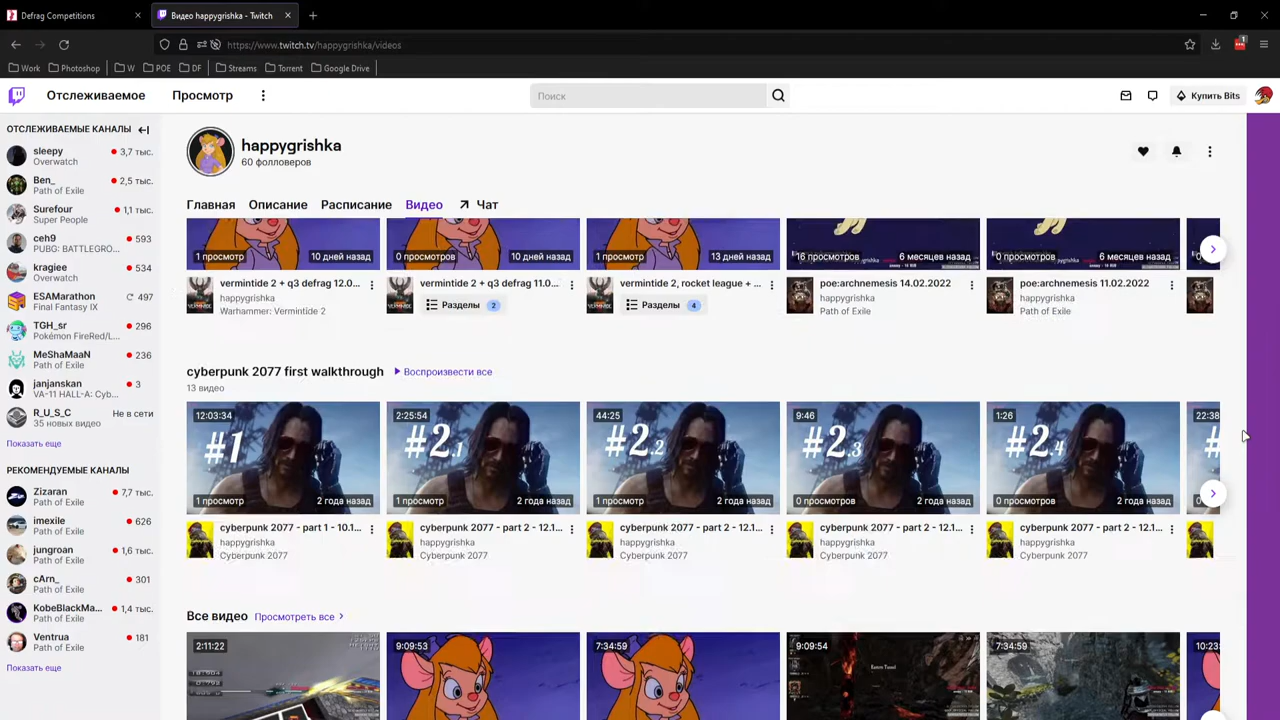 Defrag Competitions
Видео happygrishka - Twitch
https://www.twitch.tv/happygrishka/videos
1
Work
Photoshop
W
POE
DF
Streams
Torrent
Google Drive
Отслеживаемое
Просмотр
Поиск
Купить Bits
ОТСЛЕЖИВАЕМЫЕ КАНАЛЫ
sleepy
3,7 тыс.
Overwatch
Ben_
2,5 тыс.
Path of Exile
Surefour
1,1 тыс.
Super People
ceh9
593
PUBG: BATTLEGRO...
kragiee
534
Overwatch
ESAMarathon
497
Final Fantasy IX
TGH_sr
296
Pokémon FireRed/L...
MeShaMaaN
236
Path of Exile
janjanskan
3
VA-11 HALL-A: Cyb...
R_U_S_C
Не в сети
35 новых видео
Показать еще
РЕКОМЕНДУЕМЫЕ КАНАЛЫ
Zizaran
7,7 тыс.
Path of Exile
imexile
626
Path of Exile
jungroan
1,6 тыс.
Path of Exile
cArn_
301
Path of Exile
KobeBlackMa...
1,4 тыс.
Path of Exile
Ventrua
181
Path of Exile
Показать еще
happygrishka
60 фолловеров
Главная
Описание
Расписание
Видео
Чат
1 просмотр
10 дней назад
0 просмотров
10 дней назад
1 просмотр
13 дней назад
16 просмотров
6 месяцев назад
0 просмотров
6 месяцев назад
vermintide 2 + q3 defrag 12.0...
happygrishka
Warhammer: Vermintide 2
vermintide 2 + q3 defrag 11.0...
Разделы 2
vermintide 2, rocket league + ...
Разделы 4
poe:archnemesis 14.02.2022
happygrishka
Path of Exile
poe:archnemesis 11.02.2022
happygrishka
Path of Exile
cyberpunk 2077 first walkthrough
Воспроизвести все
13 видео
12:03:34
#1
1 просмотр
2 года назад
2:25:54
#2.1
1 просмотр
2 года назад
44:25
#2.2
1 просмотр
2 года назад
9:46
#2.3
0 просмотров
2 года назад
1:26
#2.4
0 просмотров
2 года назад
22:38
cyberpunk 2077 - part 1 - 10.1...
happygrishka
Cyberpunk 2077
cyberpunk 2077 - part 2 - 12.1...
happygrishka
Cyberpunk 2077
cyberpunk 2077 - part 2 - 12.1...
happygrishka
Cyberpunk 2077
cyberpunk 2077 - part 2 - 12.1...
happygrishka
Cyberpunk 2077
cyberpunk 2077 - part 2 - 12.1...
happygrishka
Cyberpunk 2077
Все видео
Просмотреть все
2:11:22
9:09:53
7:34:59
9:09:54
7:34:59
10:23:
Eastern Tunnel